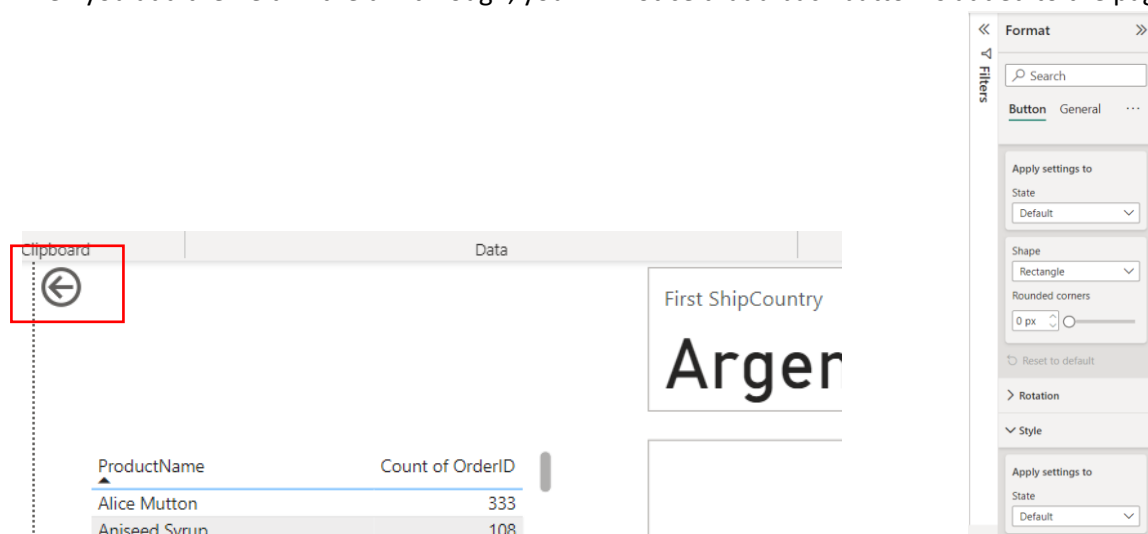 Format
Filters
Search
Button General ...
Apply settings to
State
Default
Shape
Rectangle
Rounded corners
0 px
Reset to default
Rotation
Style
Apply settings to
State
Default
Clipboard
Data
First ShipCountry
Argen
ProductName Count of OrderID
Alice Mutton 333
Aniseed Syrup 108